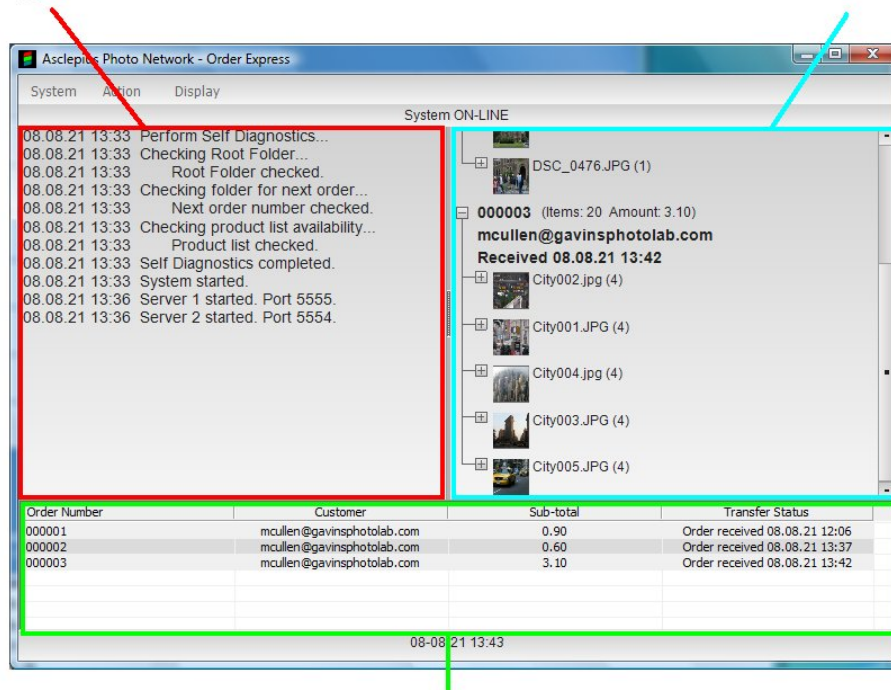 Asclepius Photo Network - Order Express
System Action Display
System ON-LINE
08.08.21 13:33 Perform Self Diagnostics...
08.08.21 13:33 Checking Root Folder...
08.08.21 13:33 Root Folder checked.
08.08.21 13:33 Checking folder for next order...
08.08.21 13:33 Next order number checked.
08.08.21 13:33 Checking product list availability...
08.08.21 13:33 Product list checked.
08.08.21 13:33 Self Diagnostics completed.
08.08.21 13:33 System started.
08.08.21 13:36 Server 1 started. Port 5555.
08.08.21 13:36 Server 2 started. Port 5554.
DSC_0476.JPG (1)
000003 (Items: 20 Amount: 3.10)
mcullen@gavinsphotolab.com
Received 08.08.21 13:42
City002.jpg (4)
City001.JPG (4)
City004.jpg (4)
City003.JPG (4)
City005.JPG (4)
Order Number Customer Sub-total Transfer Status
000001 mcullen@gavinsphotolab.com 0.90 Order received 08.08.21 12:06
000002 mcullen@gavinsphotolab.com 0.60 Order received 08.08.21 13:37
000003 mcullen@gavinsphotolab.com 3.10 Order received 08.08.21 13:42
08-08-21 13:43